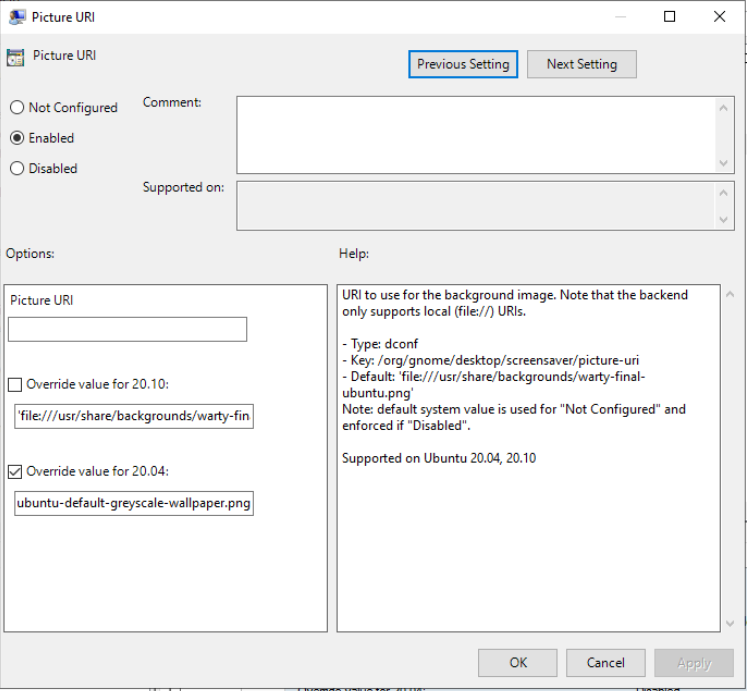 Picture URI
Picture URI
Previous Setting
Next Setting
Not Configured
Enabled
Disabled
Comment:
Supported on:
Options:
Help:
Picture URI
Override value for 20.10:
'file:///usr/share/backgrounds/warty-fin
Override value for 20.04:
ubuntu-default-greyscale-wallpaper.png
URI to use for the background image. Note that the backend
only supports local (file://) URIs.
- Type: dconf
- Key: /org/gnome/desktop/screensaver/picture-uri
- Default: 'file:///usr/share/backgrounds/warty-final-
ubuntu.png'
Note: default system value is used for "Not Configured" and
enforced if "Disabled".
Supported on Ubuntu 20.04, 20.10
OK
Cancel
Apply